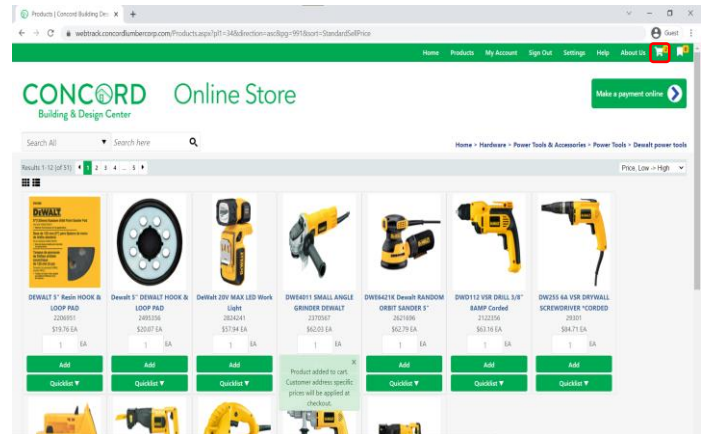 Products | Concord Building Des
Guest
webtrack.concordlumbercorp.com/Products.aspx?pl1=34&direction=asc&pg=991&sort=StandardSellPrice
Home Products My Account Sign Out Settings Help About Us
CONCORD
Building & Design
Center
Online Store
Make a payment online
Search All
Search here
Home > Hardware > Power Tools & Accessories > Power Tools > Dewalt power tools
Results 1-12 (of 51) 1 2 3 4 ... 5
Price, Low -> High
DEWALT
DEWALT 5" Resin HOOK & LOOP PAD
2206951
$19.76 EA
1 EA
Add
Quicklist ▼
Dewalt 5" DEWALT HOOK & LOOP PAD
2495356
$20.07 EA
1 EA
Add
Quicklist ▼
DeWalt 20V MAX LED Work Light
2824241
$57.94 EA
1 EA
Add
Quicklist ▼
DWE4011 SMALL ANGLE GRINDER DEWALT
2370567
$62.03 EA
1 EA
Product added to cart.
Customer address specific
prices will be applied at
checkout.
DWE6421K Dewalt RANDOM ORBIT SANDER 5"
2621696
$62.79 EA
1 EA
Add
Quicklist ▼
DWD112 VSR DRILL 3/8" 8AMP Corded
2122356
$63.16 EA
1 EA
Add
Quicklist ▼
DW255 6A VSR DRYWALL SCREWDRIVER *CORDED
29301
$84.71 EA
1 EA
Add
Quicklist ▼